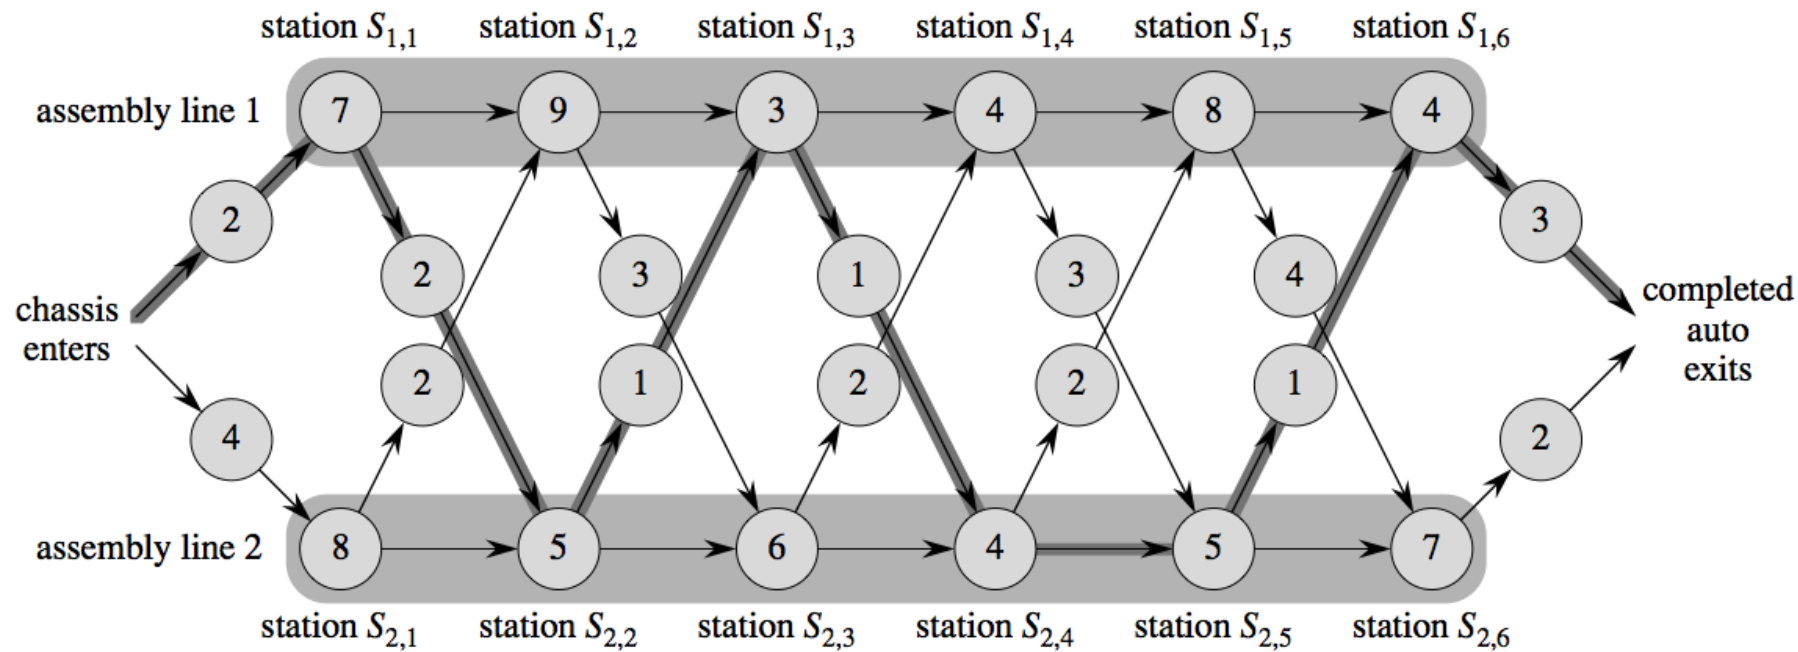 station S1,1 station S1,2 station S1,3 station S1,4 station S1,5 station S1,6
assembly line 1 7 9 3 4 8 4
2 3
2 3 1 3 4
chassis
enters
completed
auto
exits
2 1 2 2 1
4 2
assembly line 2 8 5 6 4 5 7
station S2,1 station S2,2 station S2,3 station S2,4 station S2,5 station S2,6